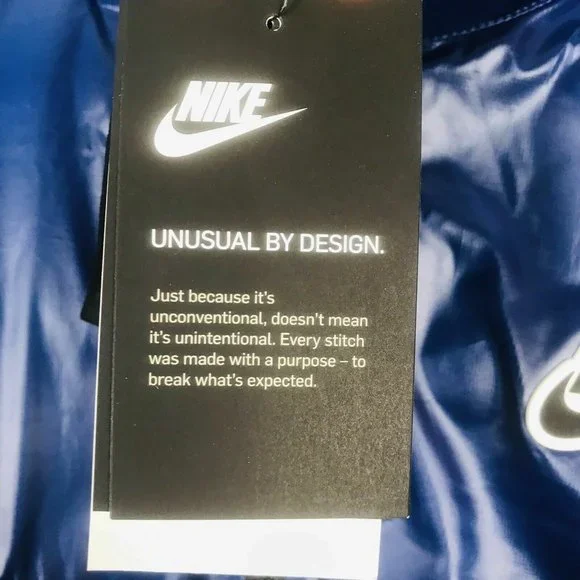 NIKE
UNUSUAL BY DESIGN.
Just because it's
unconventional, doesn't mean
it's unintentional. Every stitch
was made with a purpose – to
break what's expected.